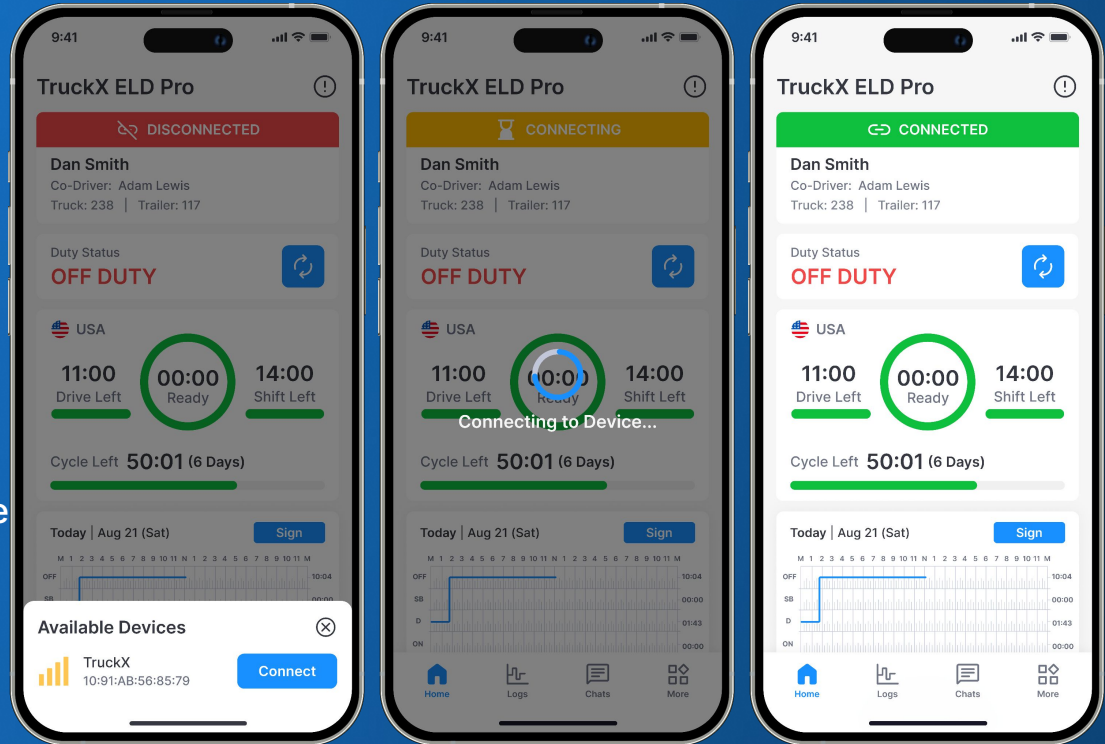 e
9:41
TruckX ELD Pro
DISCONNECTED
Dan Smith
Co-Driver: Adam Lewis
Truck: 238 | Trailer: 117
Duty Status
OFF DUTY
USA
11:00
Drive Left
00:00
Ready
14:00
Shift Left
Cycle Left 50:01 (6 Days)
Today | Aug 21 (Sat)
Sign
M 1 2 3 4 5 6 7 8 9 10 11 N 1 2 3 4 5 6 7 8 9 10 11 M
OFF 10:04
SB 00:00
Available Devices
TruckX
10:91:AB:56:85:79
Connect
9:41
TruckX ELD Pro
CONNECTING
Dan Smith
Co-Driver: Adam Lewis
Truck: 238 | Trailer: 117
Duty Status
OFF DUTY
USA
11:00
Drive Left
00:00
Ready
14:00
Shift Left
Connecting to Device...
Cycle Left 50:01 (6 Days)
Today | Aug 21 (Sat)
Sign
M 1 2 3 4 5 6 7 8 9 10 11 N 1 2 3 4 5 6 7 8 9 10 11 M
OFF 10:04
SB 00:00
D 01:43
ON 00:00
Home
Logs
Chats
More
9:41
TruckX ELD Pro
CONNECTED
Dan Smith
Co-Driver: Adam Lewis
Truck: 238 | Trailer: 117
Duty Status
OFF DUTY
USA
11:00
Drive Left
00:00
Ready
14:00
Shift Left
Cycle Left 50:01 (6 Days)
Today | Aug 21 (Sat)
Sign
M 1 2 3 4 5 6 7 8 9 10 11 N 1 2 3 4 5 6 7 8 9 10 11 M
OFF 10:04
SB 00:00
D 01:43
ON 00:00
Home
Logs
Chats
More